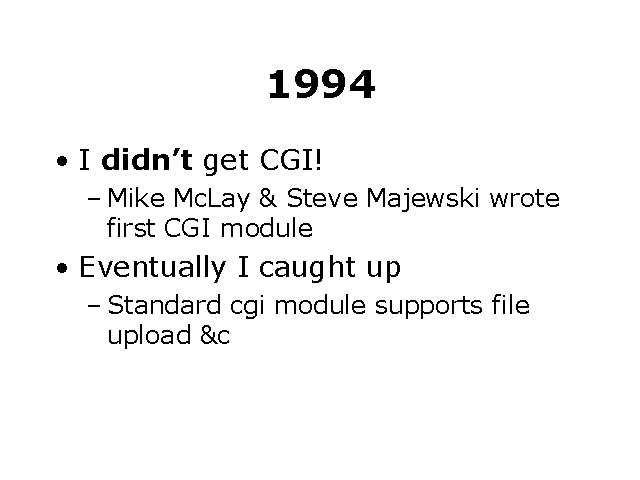 1994
• I didn’t get CGI!
– Mike McLay & Steve Majewski wrote
first CGI module
• Eventually I caught up
– Standard cgi module supports file
upload &c